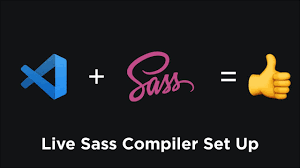 + Sass =
Live Sass Compiler Set Up